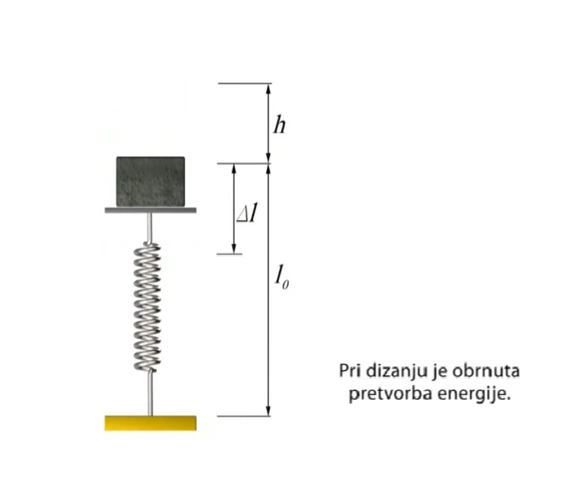 h
Δl
l₀
Pri dizanju je obrnuta
pretvorba energije.